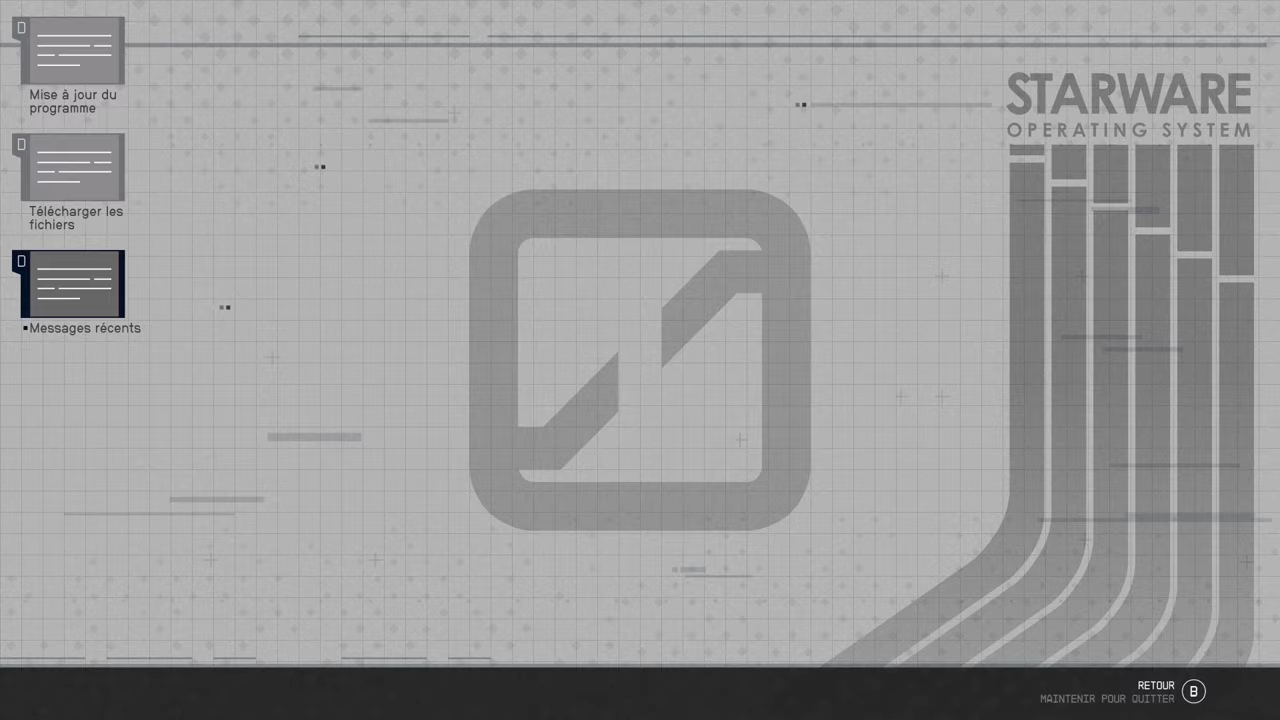 Mise à jour du
programme
Télécharger les
fichiers
Messages récents
STARWARE
OPERATING SYSTEM
RETOUR
MAINTENIR POUR QUITTER
B